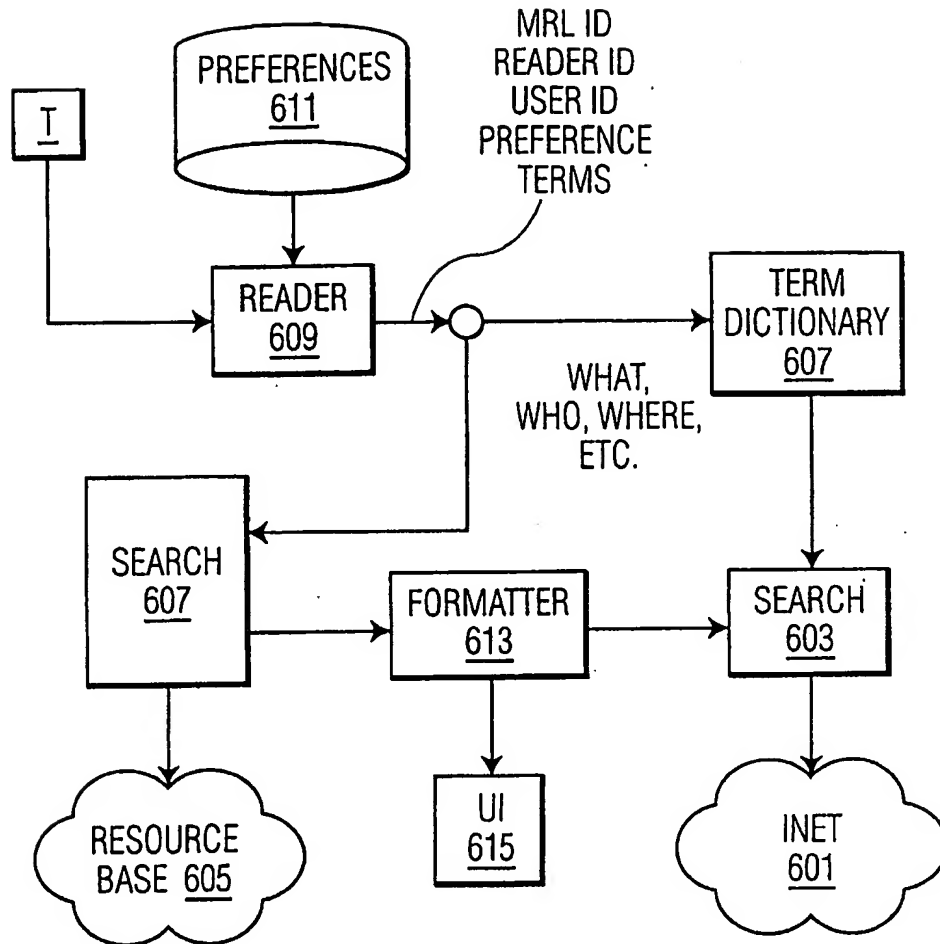 MRL ID
READER ID
USER ID
PREFERENCE
TERMS
PREFERENCES
611
T
READER
609
TERM
DICTIONARY
607
WHAT,
WHO, WHERE,
ETC.
SEARCH
607
FORMATTER
613
SEARCH
603
RESOURCE
BASE 605
UI
615
INET
601